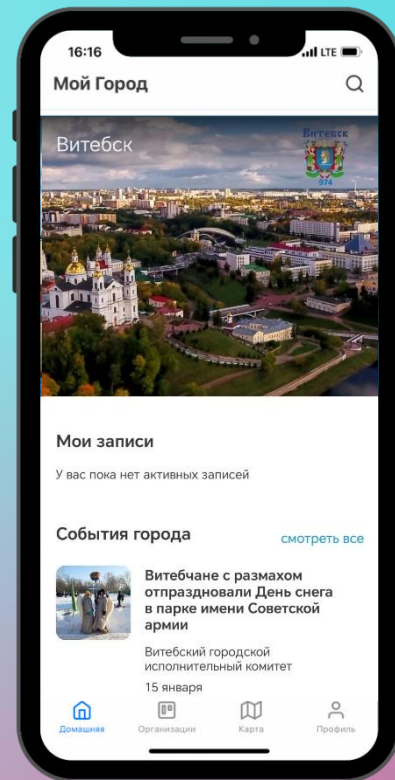 16:16
LTE
Мой Город
Витебск
Витебск
974
Мои записи
У вас пока нет активных записей
События города
смотреть все
Витебчане с размахом
отпраздновали День снега
в парке имени Советской
армии
Витебский городской
исполнительный комитет
15 января
Домашняя
Организации
Карта
Профиль